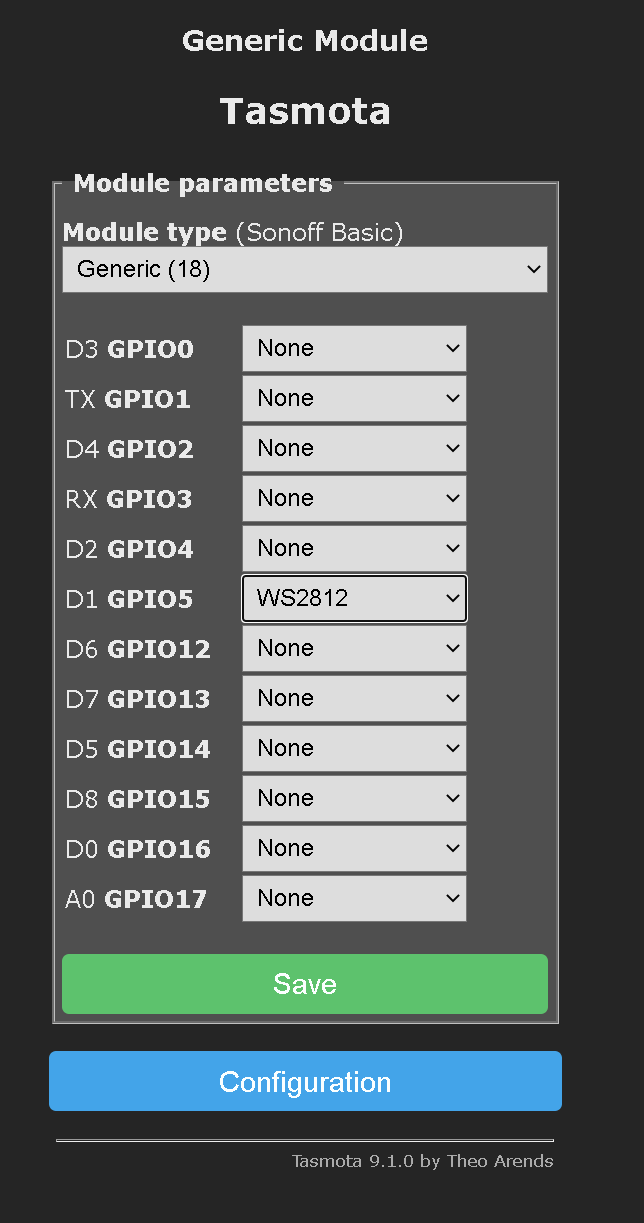 Generic Module
Tasmota
Module parameters
Module type (Sonoff Basic)
Generic (18)
D3 GPIO0 None
TX GPIO1 None
D4 GPIO2 None
RX GPIO3 None
D2 GPIO4 None
D1 GPIO5 WS2812
D6 GPIO12 None
D7 GPIO13 None
D5 GPIO14 None
D8 GPIO15 None
D0 GPIO16 None
A0 GPIO17 None
Save
Configuration
Tasmota 9.1.0 by Theo Arends